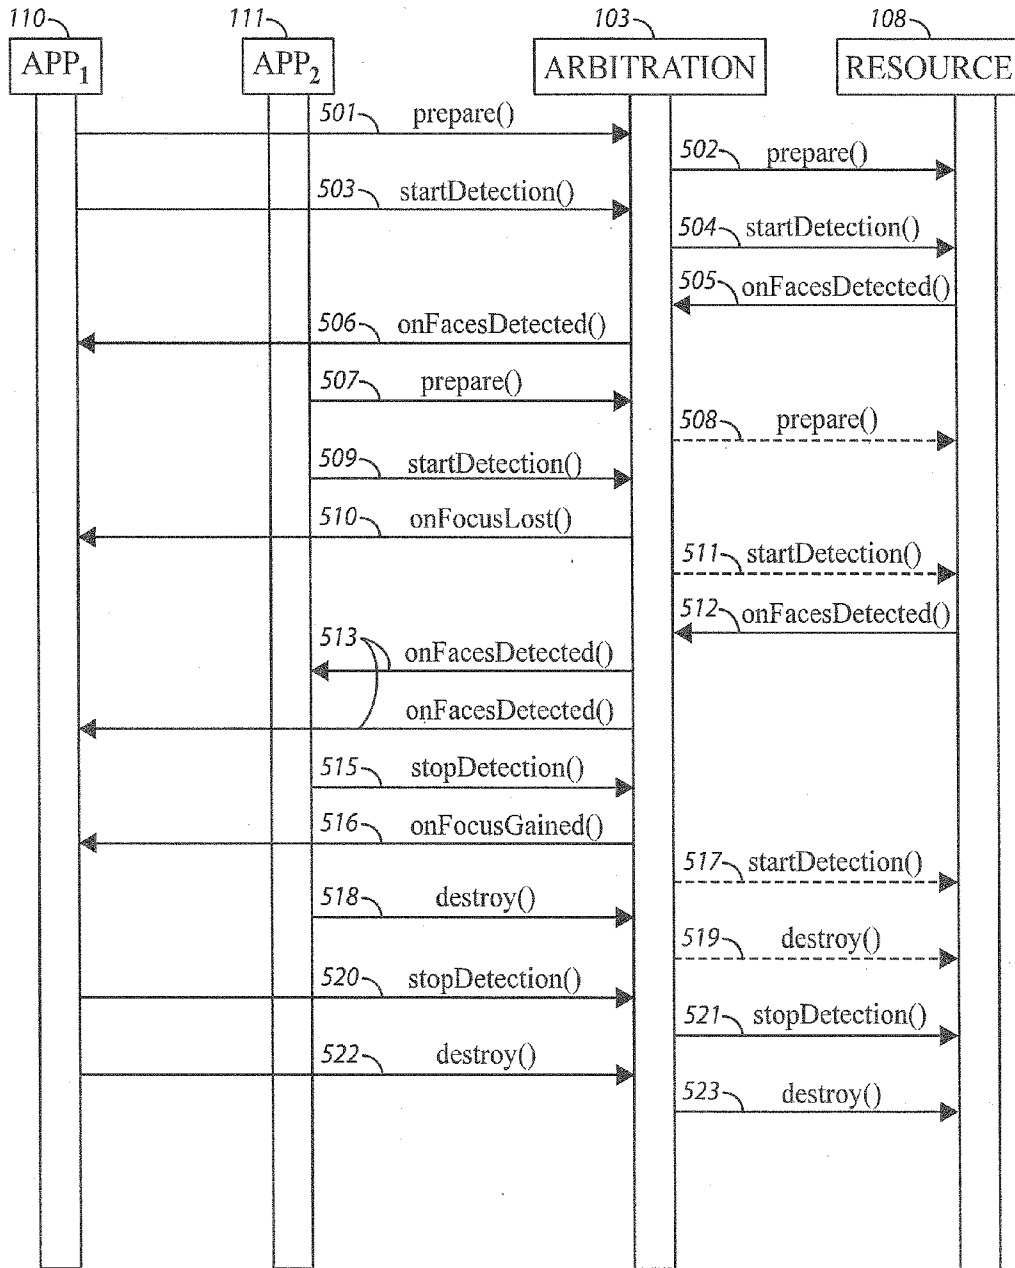 110 111 103 108
APP1 APP2 ARBITRATION RESOURCE
501 prepare()
502 prepare()
503 startDetection()
504 startDetection()
505 onFacesDetected()
506 onFacesDetected()
507 prepare()
508 prepare()
509 startDetection()
510 onFocusLost()
511 startDetection()
512 onFacesDetected()
513 onFacesDetected()
onFacesDetected()
515 stopDetection()
516 onFocusGained()
517 startDetection()
518 destroy()
519 destroy()
520 stopDetection()
521 stopDetection()
522 destroy()
523 destroy()